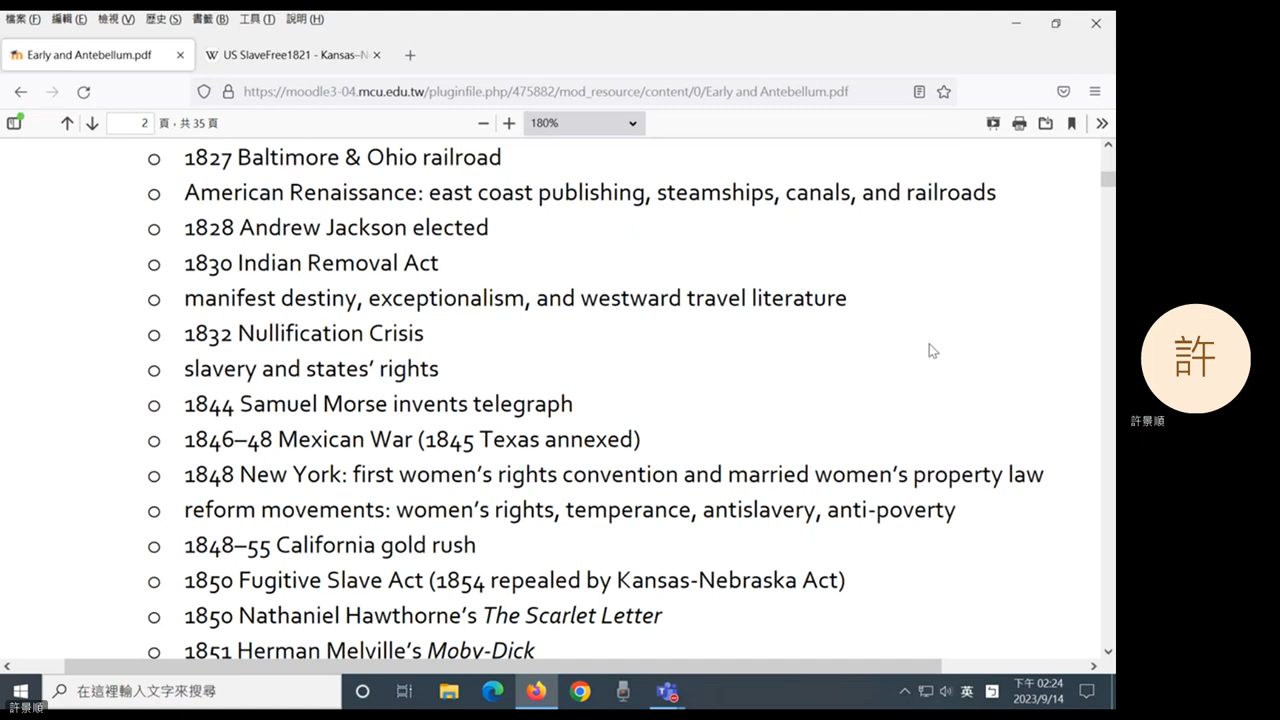 檔案(F) 編輯(E) 檢視(V) 歷史(S) 書籤(B) 工具(T) 說明(H)
Early and Antebellum.pdf
W US SlaveFree1821 - Kansas–N
https://moodle3-04.mcu.edu.tw/pluginfile.php/475882/mod_resource/content/0/Early and Antebellum.pdf
2 頁，共 35 頁
180%
1827 Baltimore & Ohio railroad
American Renaissance: east coast publishing, steamships, canals, and railroads
1828 Andrew Jackson elected
1830 Indian Removal Act
manifest destiny, exceptionalism, and westward travel literature
1832 Nullification Crisis
slavery and states’ rights
1844 Samuel Morse invents telegraph
1846–48 Mexican War (1845 Texas annexed)
1848 New York: first women’s rights convention and married women’s property law
reform movements: women’s rights, temperance, antislavery, anti-poverty
1848–55 California gold rush
1850 Fugitive Slave Act (1854 repealed by Kansas-Nebraska Act)
1850 Nathaniel Hawthorne’s The Scarlet Letter
1851 Herman Melville’s Moby-Dick
許
許景順
在這裡輸入文字來搜尋
英
下午 02:24
2023/9/14
許景順